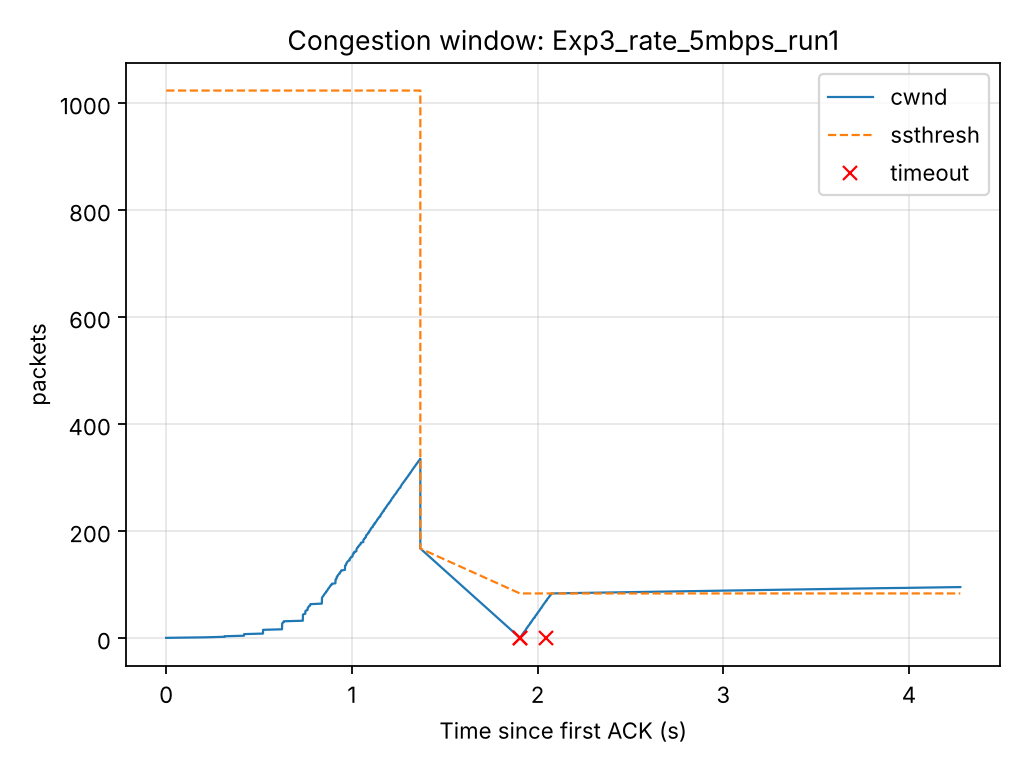 Congestion window: Exp3_rate_5mbps_run1
cwnd
ssthresh
timeout
packets
1000
800
600
400
200
0
0 1 2 3 4
Time since first ACK (s)